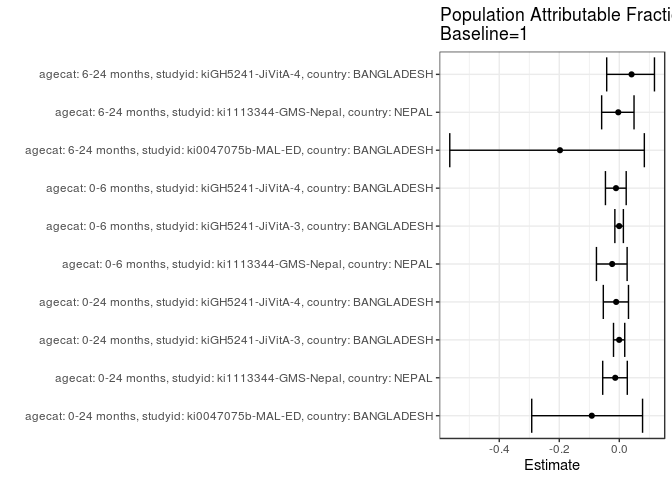 Population Attributable Fracti
Baseline=1
agecat: 6-24 months, studyid: kiGH5241-JiVitA-4, country: BANGLADESH
agecat: 6-24 months, studyid: ki1113344-GMS-Nepal, country: NEPAL
agecat: 6-24 months, studyid: ki0047075b-MAL-ED, country: BANGLADESH
agecat: 0-6 months, studyid: kiGH5241-JiVitA-4, country: BANGLADESH
agecat: 0-6 months, studyid: kiGH5241-JiVitA-3, country: BANGLADESH
agecat: 0-6 months, studyid: ki1113344-GMS-Nepal, country: NEPAL
agecat: 0-24 months, studyid: kiGH5241-JiVitA-4, country: BANGLADESH
agecat: 0-24 months, studyid: kiGH5241-JiVitA-3, country: BANGLADESH
agecat: 0-24 months, studyid: ki1113344-GMS-Nepal, country: NEPAL
agecat: 0-24 months, studyid: ki0047075b-MAL-ED, country: BANGLADESH
-0.4 -0.2 0.0
Estimate